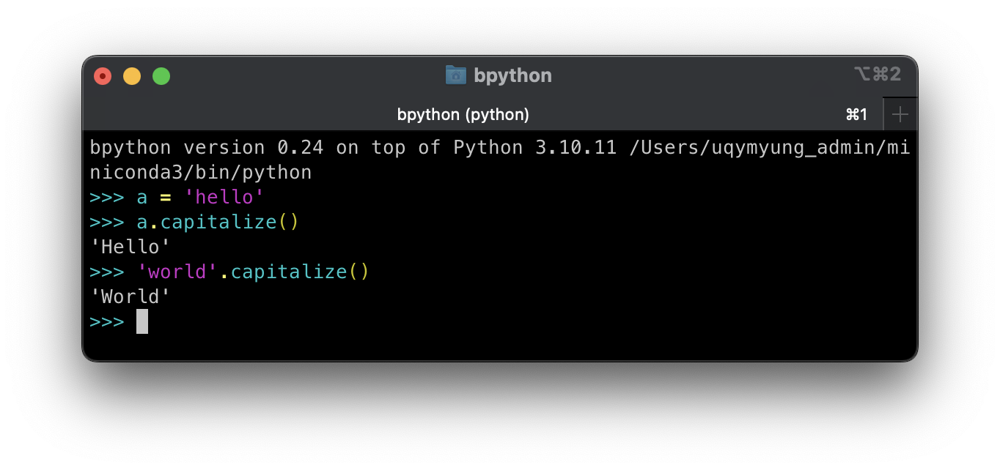 bpython
⌥⌘2
bpython (python)
⌘1
bpython version 0.24 on top of Python 3.10.11 /Users/uqymyung_admin/mi
niconda3/bin/python
>>> a = 'hello'
>>> a.capitalize()
'Hello'
>>> 'world'.capitalize()
'World'
>>>